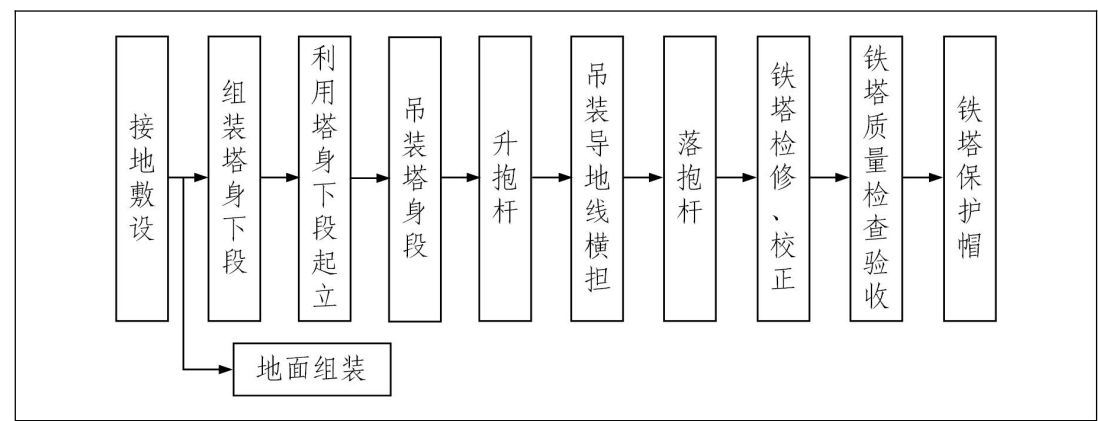 接地敷设
组装塔身下段
利用塔身下段起立
吊装塔身段
升抱杆
吊装导地线横担
落抱杆
铁塔检修、校正
铁塔质量检查验收
铁塔保护帽
地面组装